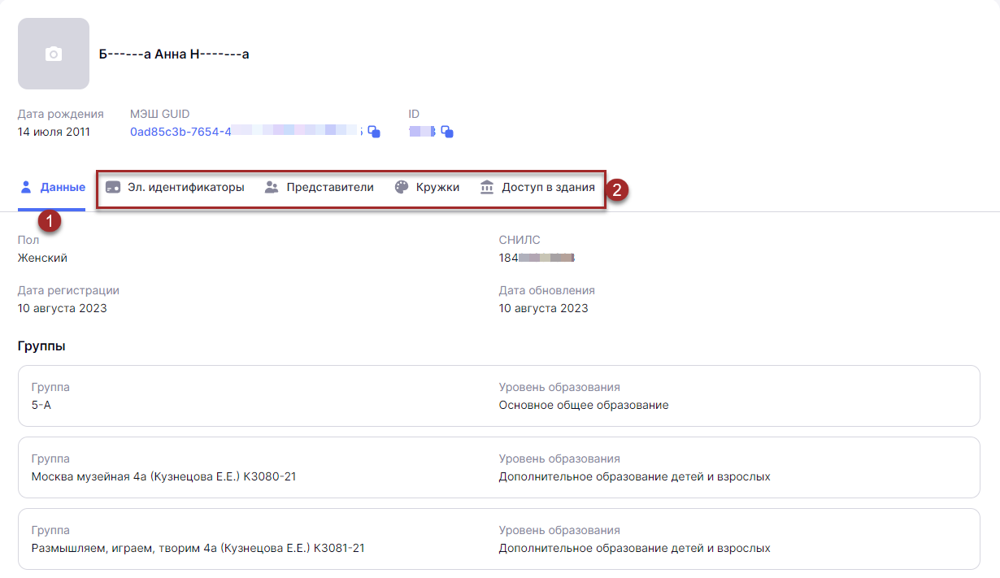 Б------а Анна Н-------а
Дата рождения МЭШ GUID ID
14 июля 2011 0ad85c3b-7654-4
Данные Эл. идентификаторы Представители Кружки Доступ в здания 2
1
Пол СНИЛС
Женский 184
Дата регистрации Дата обновления
10 августа 2023 10 августа 2023
Группы
Группа Уровень образования
5-А Основное общее образование
Группа Уровень образования
Москва музейная 4а (Кузнецова Е.Е.) К3080-21 Дополнительное образование детей и взрослых
Группа Уровень образования
Размышляем, играем, творим 4а (Кузнецова Е.Е.) К3081-21 Дополнительное образование детей и взрослых